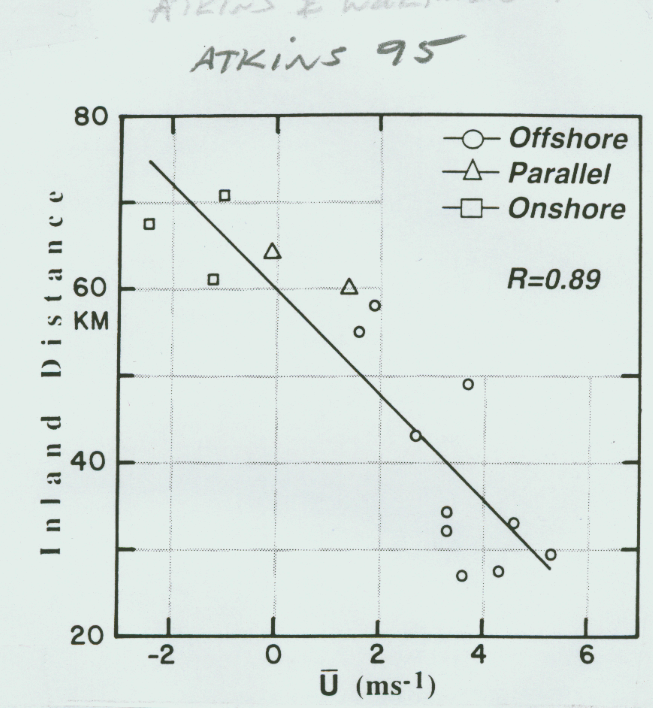 ATKINS 95
80
Offshore
Parallel
Onshore
R=0.89
60
KM
Inland Distance
40
20
-2 0 2 4 6
U̅ (ms-1)